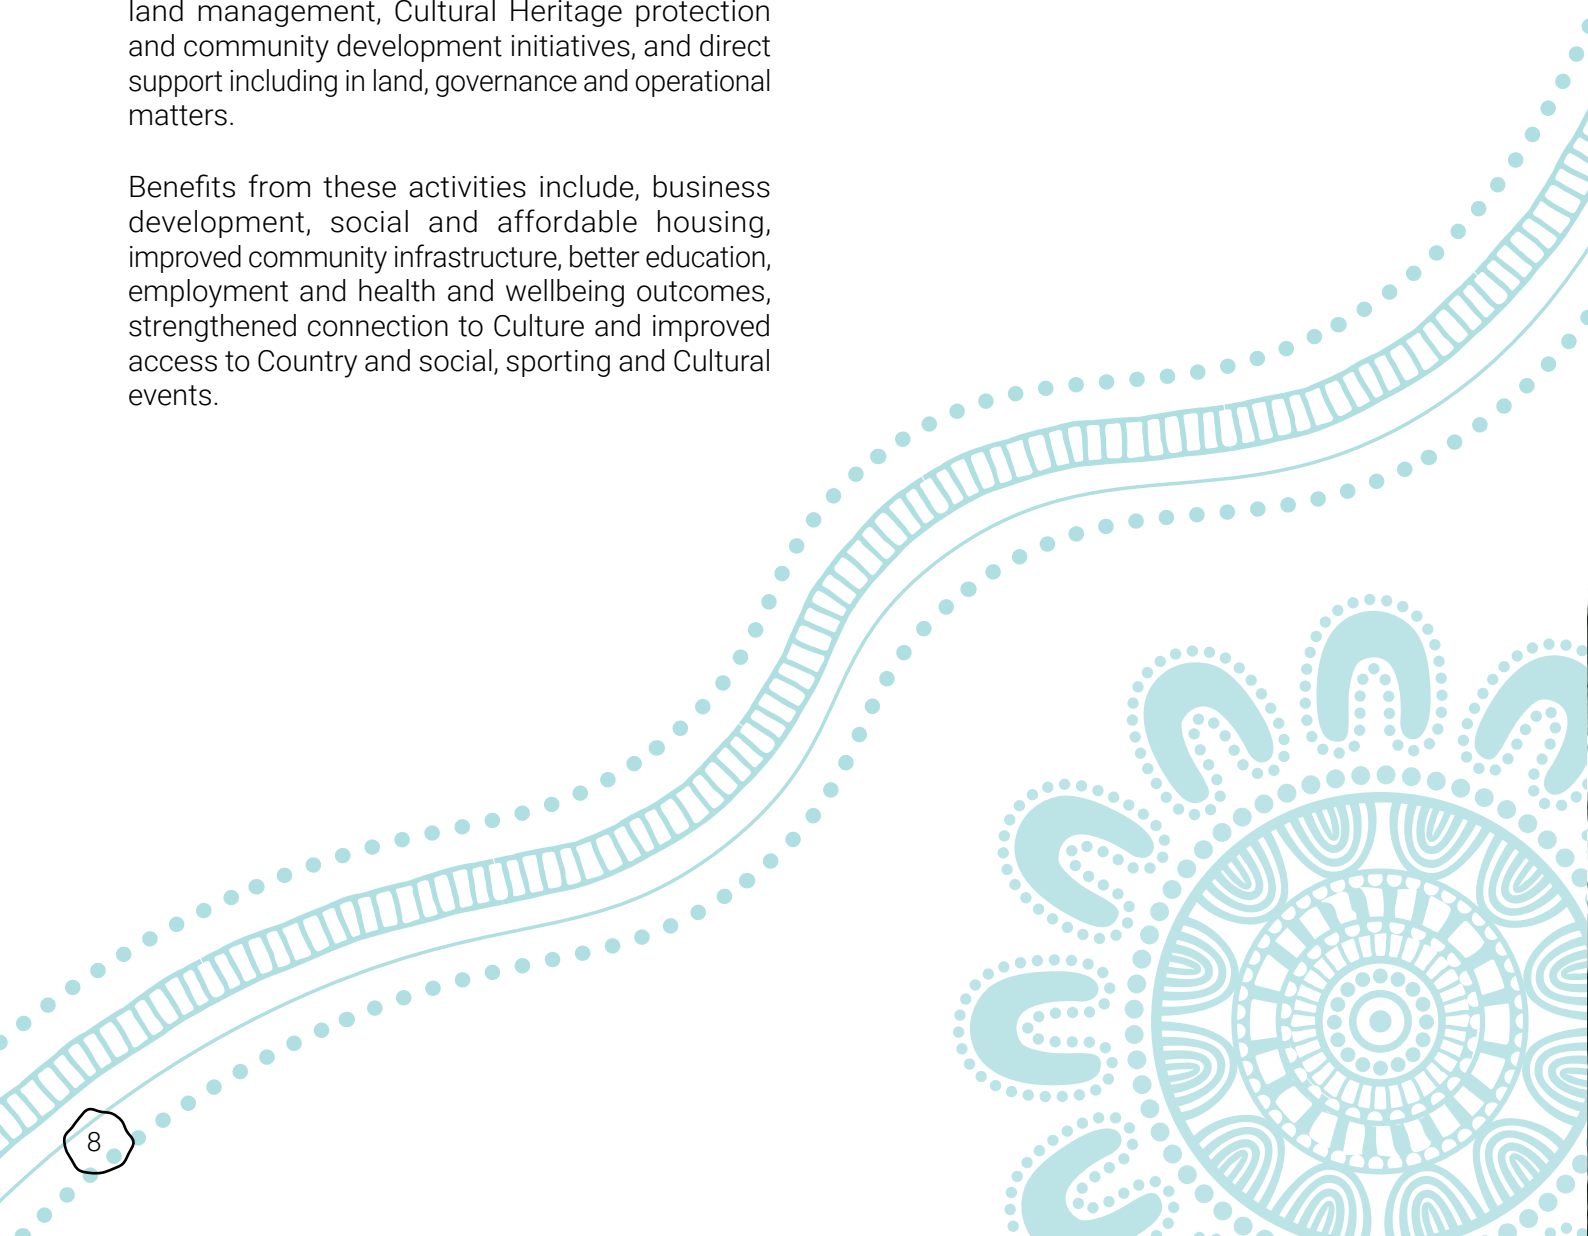 land management, Cultural Heritage protection
and community development initiatives, and direct
support including in land, governance and operational
matters.
Benefits from these activities include, business
development, social and affordable housing,
improved community infrastructure, better education,
employment and health and wellbeing outcomes,
strengthened connection to Culture and improved
access to Country and social, sporting and Cultural
events.
8